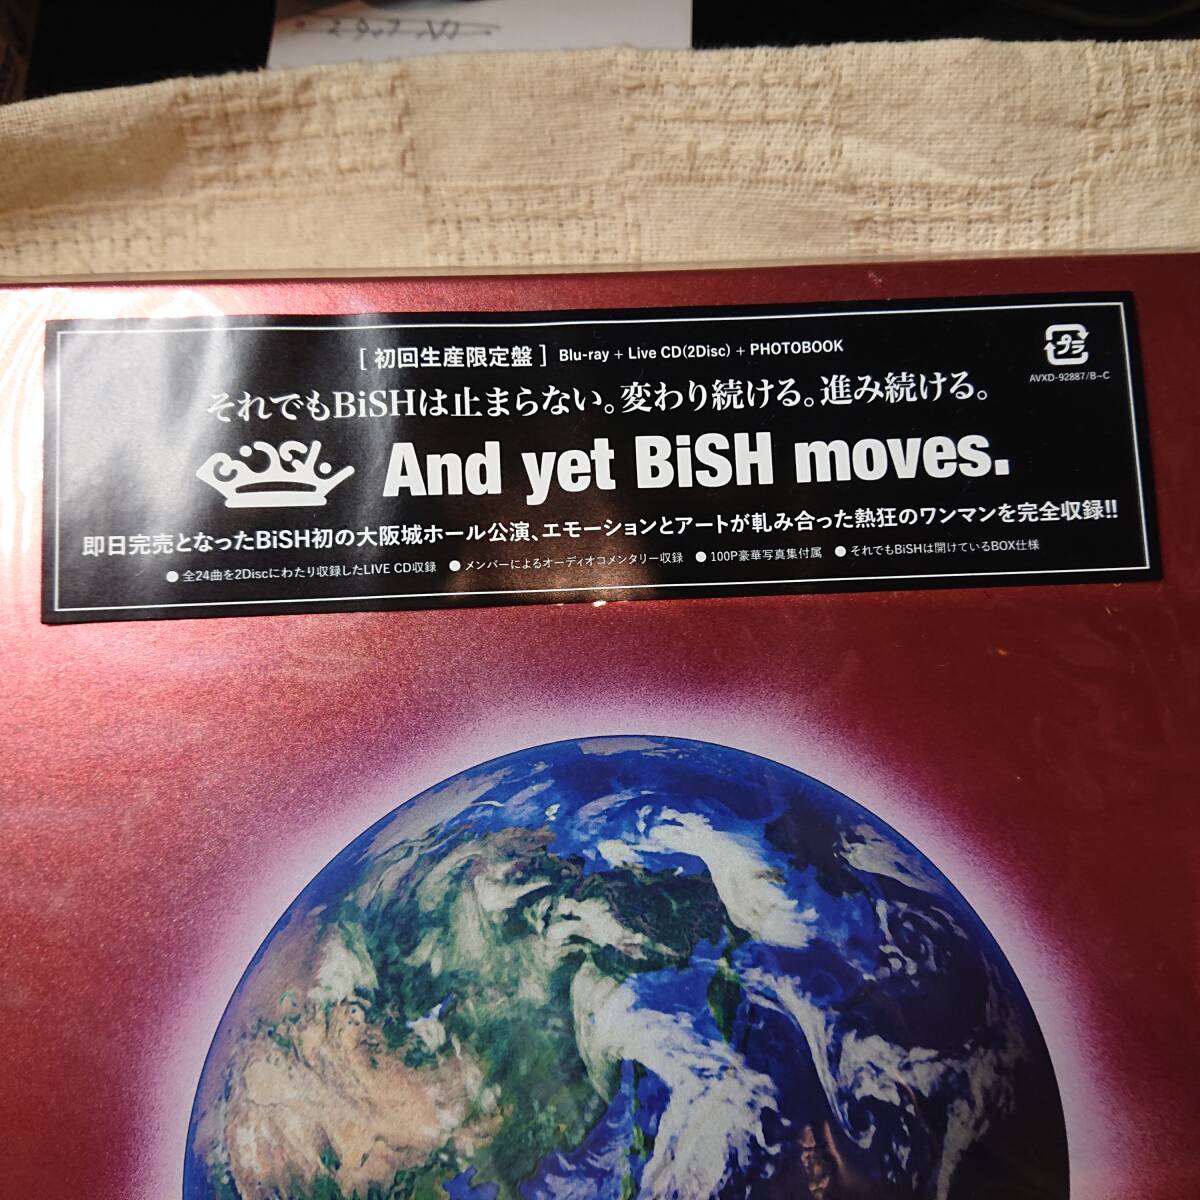 [ 初回生産限定盤 ] Blu-ray + Live CD(2Disc) + PHOTOBOOK
プラ
AVXD-92887/B~C
それでもBiSHは止まらない。変わり続ける。進み続ける。
BiSH
And yet BiSH moves.
即日完売となったBiSH初の大阪城ホール公演、エモーションとアートが軋み合った熱狂のワンマンを完全収録!!
● 全24曲を2Discにわたり収録したLIVE CD収録 ● メンバーによるオーディオコメンタリー収録 ● 100P豪華写真集付属 ● それでもBiSHは開けているBOX仕様